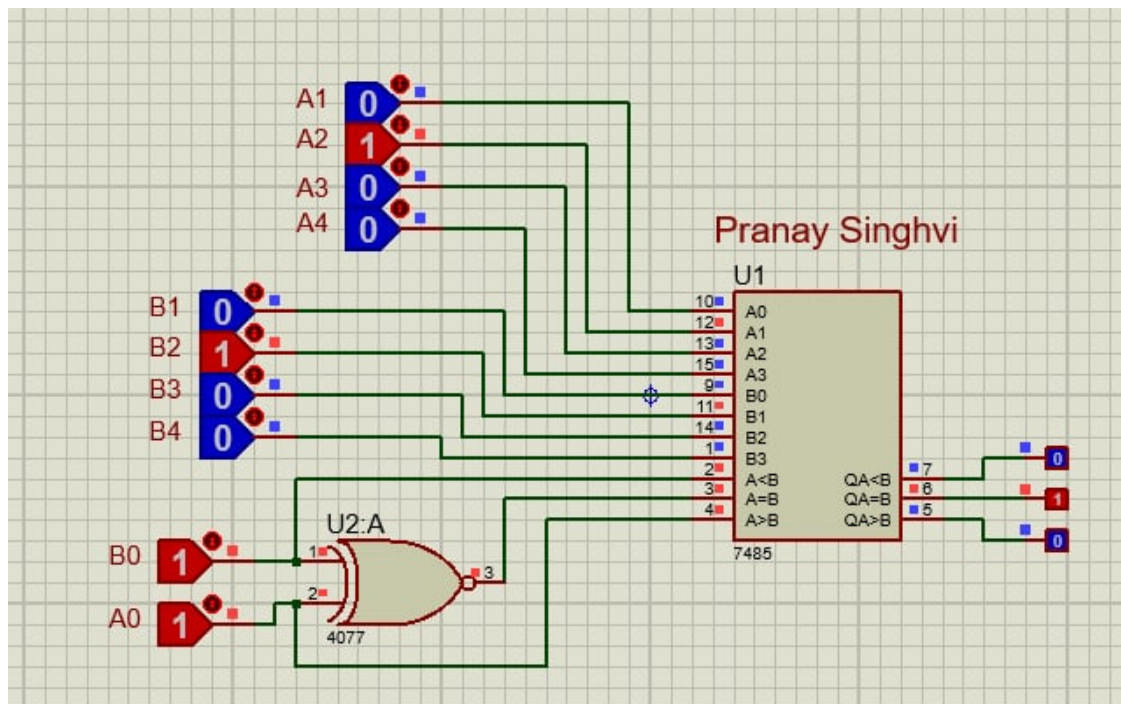 A1 0
A2 1
A3 0
A4 0
Pranay Singhvi
U1
B1 0
B2 1
B3 0
B4 0
10 A0
12 A1
13 A2
15 A3
9 B0
11 B1
14 B2
1 B3
2 A<B QA<B 7 0
3 A=B QA=B 6 1
4 A>B QA>B 5 0
7485
U2:A
B0 1 1
3
A0 1 2
4077